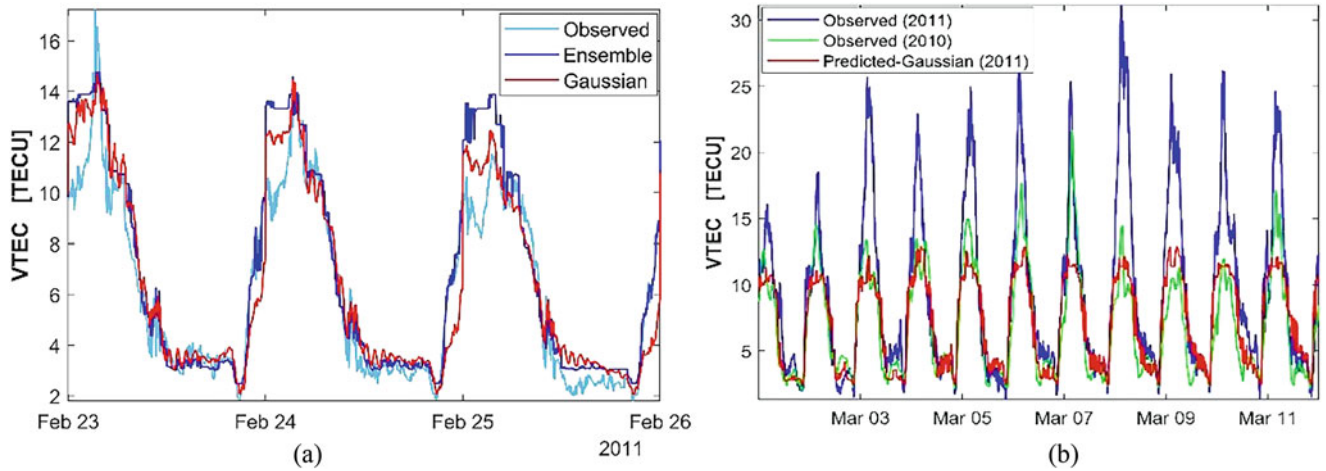 VTEC [TECU]
16
14
12
10
8
6
4
2
Observed
Ensemble
Gaussian
Feb 23
Feb 24
Feb 25
Feb 26
2011
(a)
VTEC [TECU]
30
25
20
15
10
5
Observed (2011)
Observed (2010)
Predicted-Gaussian (2011)
Mar 03
Mar 05
Mar 07
Mar 09
Mar 11
(b)